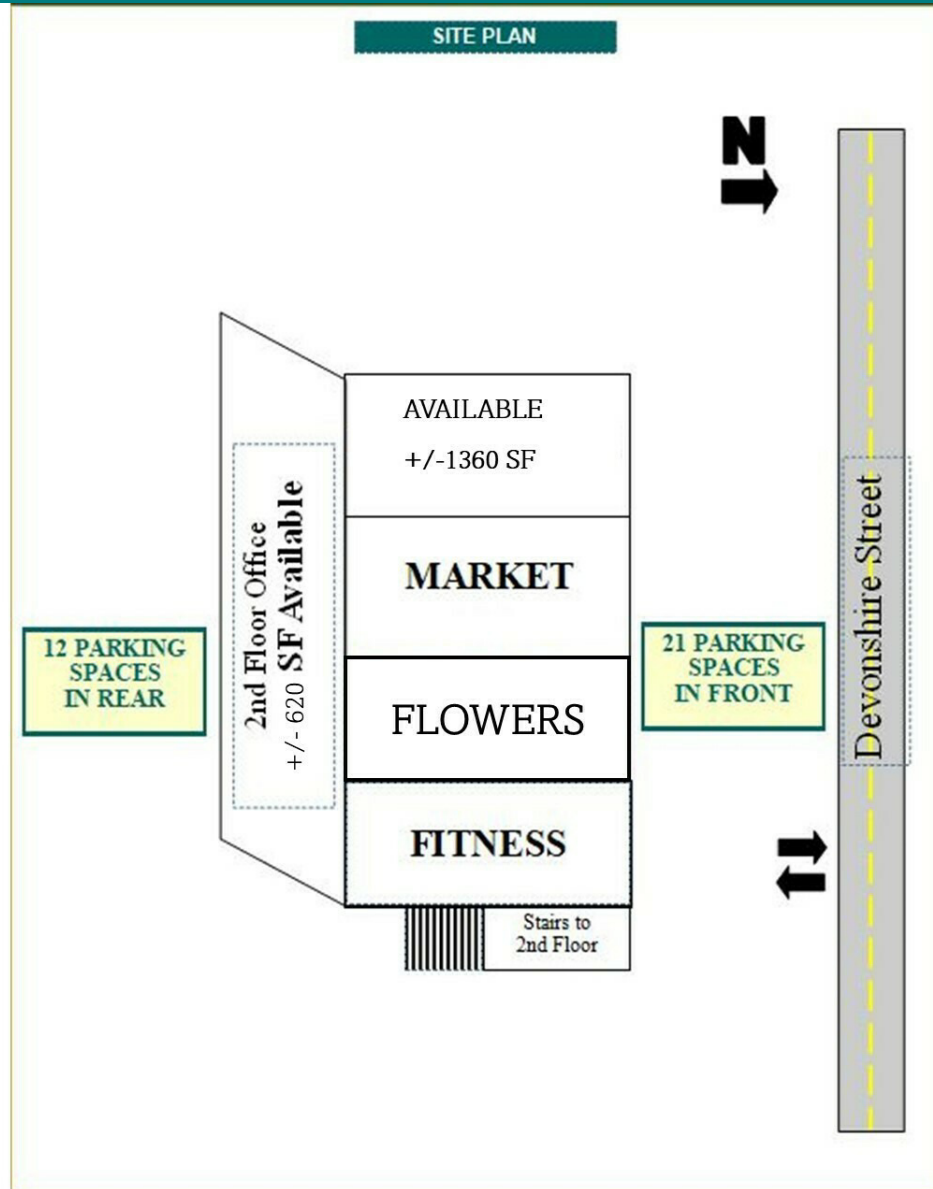 SITE PLAN
N
AVAILABLE
+/-1360 SF
2nd Floor Office
+/- 620 SF Available
MARKET
12 PARKING
SPACES
IN REAR
21 PARKING
SPACES
IN FRONT
Devonshire Street
FLOWERS
FITNESS
Stairs to
2nd Floor